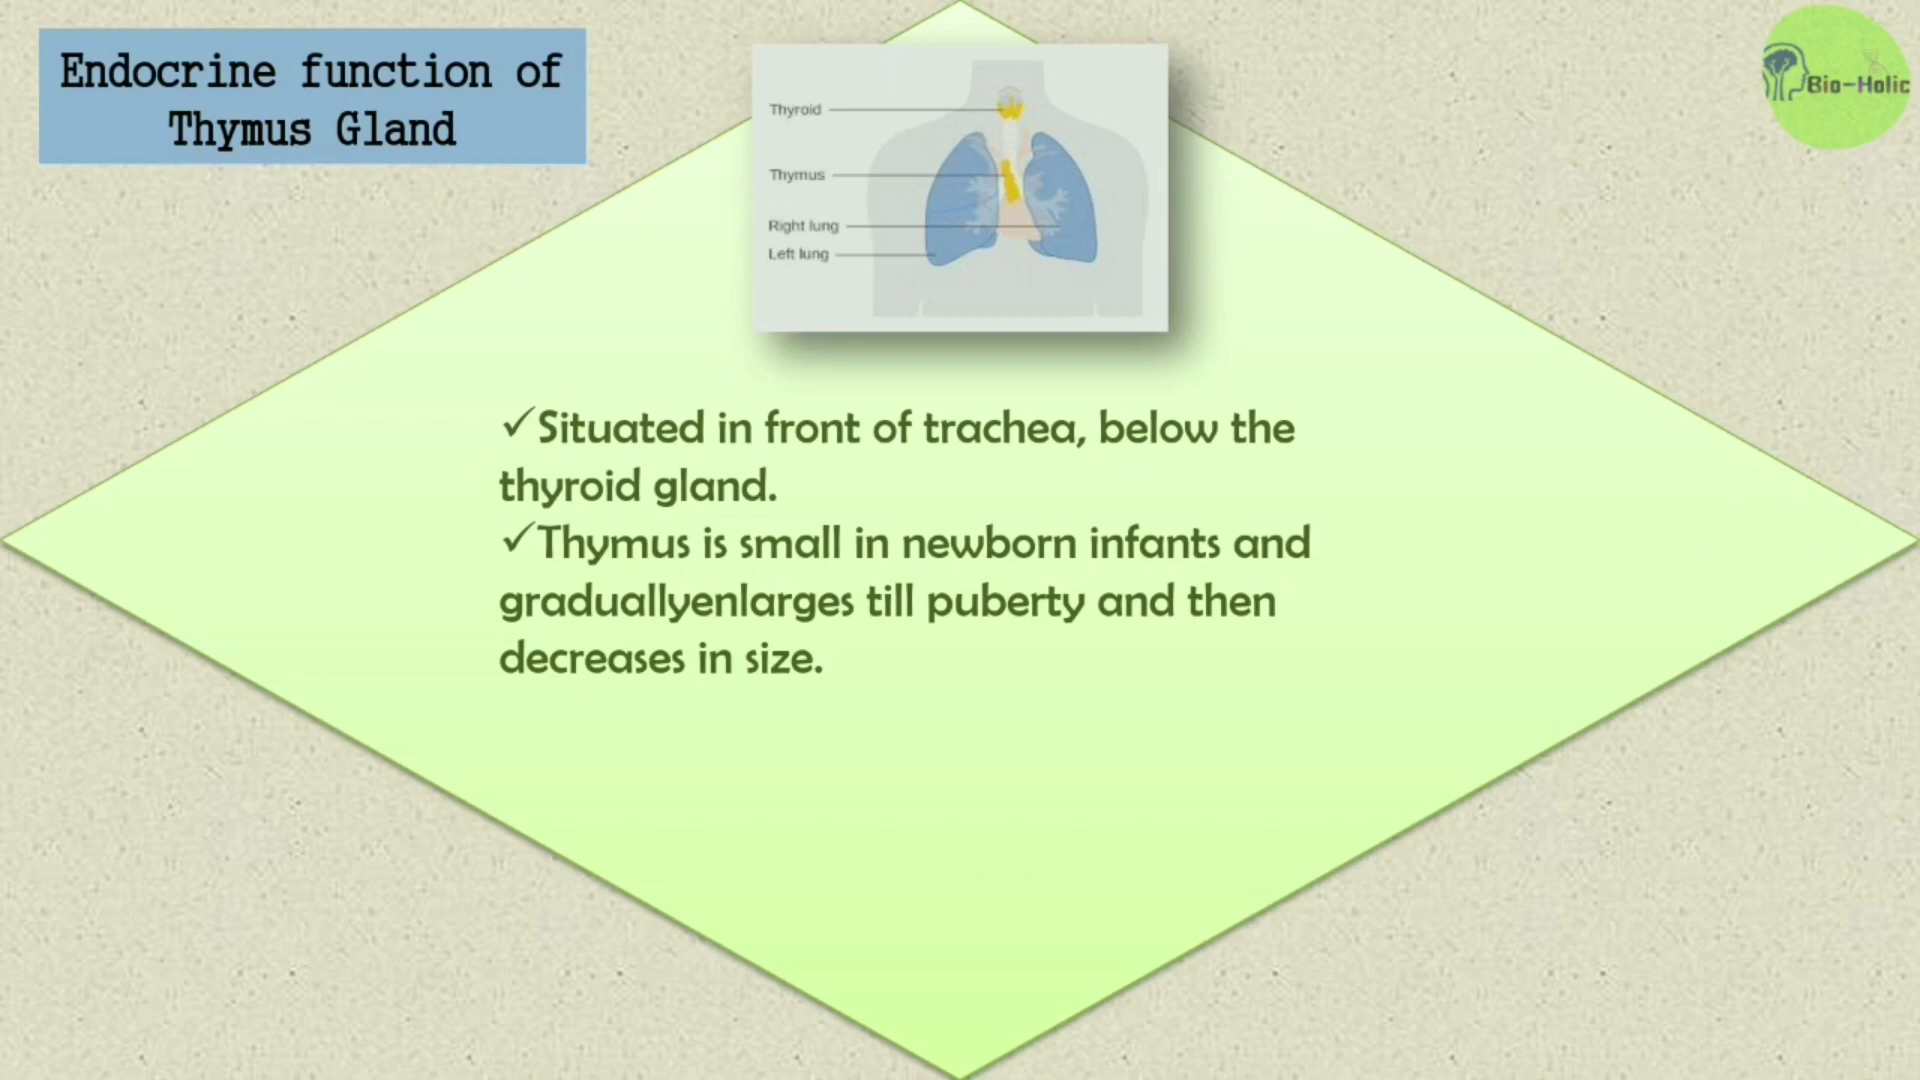 Endocrine function of
Thymus Gland
Thyroid
Thymus
Right lung
Left lung
Bio-Holic
✓Situated in front of trachea, below the
thyroid gland.
✓Thymus is small in newborn infants and
graduallyenlarges till puberty and then
decreases in size.